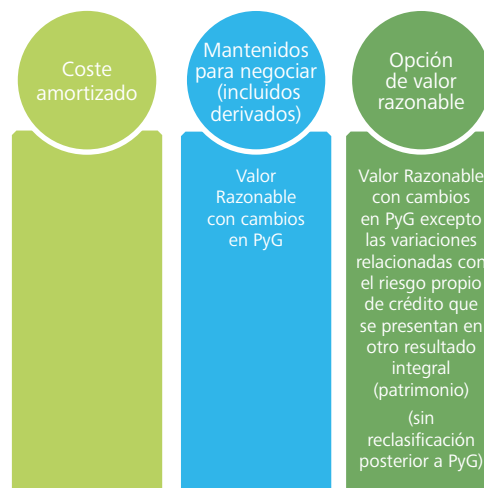 Coste
amortizado
Mantenidos
para negociar
(incluidos
derivados)
Valor
Razonable
con cambios
en PyG
Opción
de valor
razonable
Valor Razonable
con cambios
en PyG excepto
las variaciones
relacionadas con
el riesgo propio
de crédito que
se presentan en
otro resultado
integral
(patrimonio)
(sin
reclasificación
posterior a PyG)